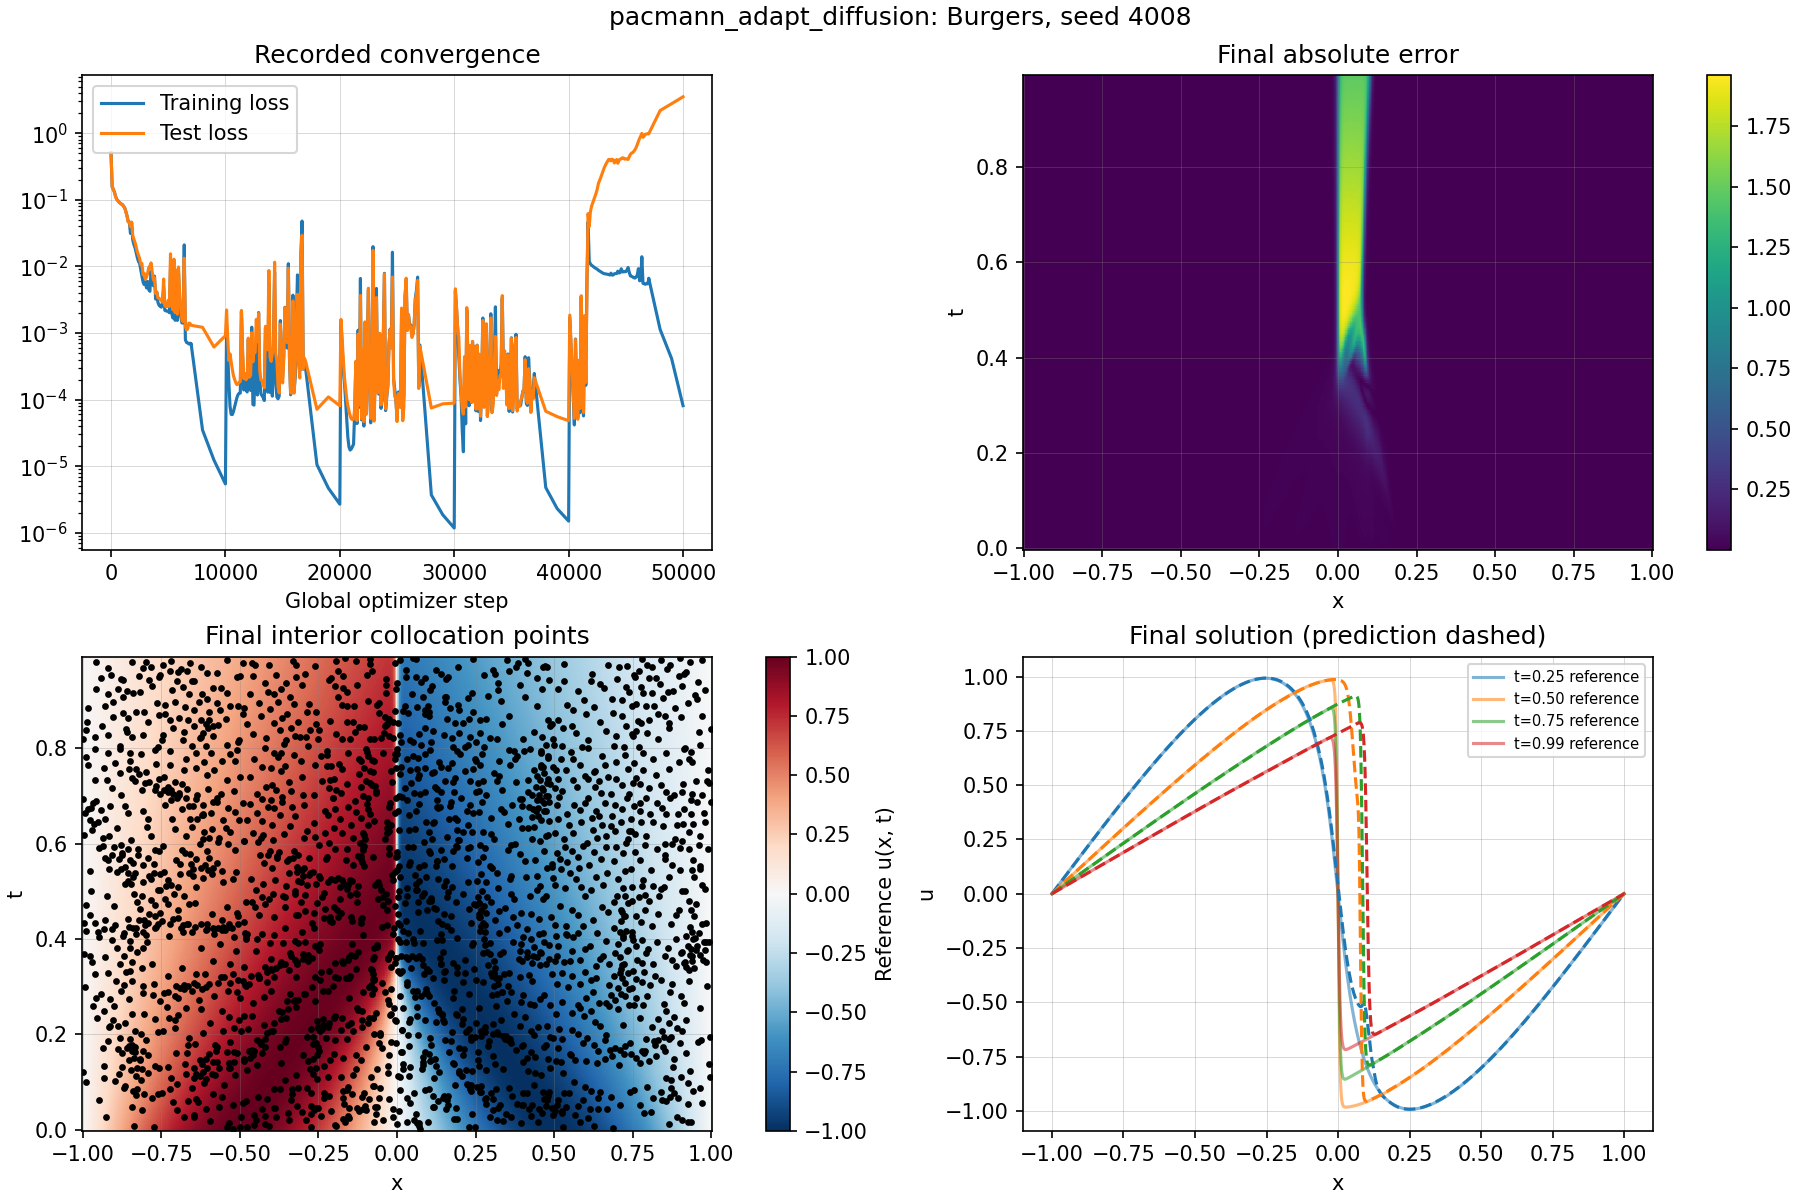 pacmann_adapt_diffusion: Burgers, seed 4008
Recorded convergence
Training loss
Test loss
10^0
10^-1
10^-2
10^-3
10^-4
10^-5
10^-6
0 10000 20000 30000 40000 50000
Global optimizer step
Final absolute error
t
0.8
0.6
0.4
0.2
0.0
−1.00 −0.75 −0.50 −0.25 0.00 0.25 0.50 0.75 1.00
x
1.75
1.50
1.25
1.00
0.75
0.50
0.25
Final interior collocation points
t
0.8
0.6
0.4
0.2
0.0
−1.00 −0.75 −0.50 −0.25 0.00 0.25 0.50 0.75 1.00
x
1.00
0.75
0.50
0.25
0.00
−0.25
−0.50
−0.75
−1.00
Reference u(x, t)
Final solution (prediction dashed)
t=0.25 reference
t=0.50 reference
t=0.75 reference
t=0.99 reference
u
1.00
0.75
0.50
0.25
0.00
−0.25
−0.50
−0.75
−1.00
−1.00 −0.75 −0.50 −0.25 0.00 0.25 0.50 0.75 1.00
x